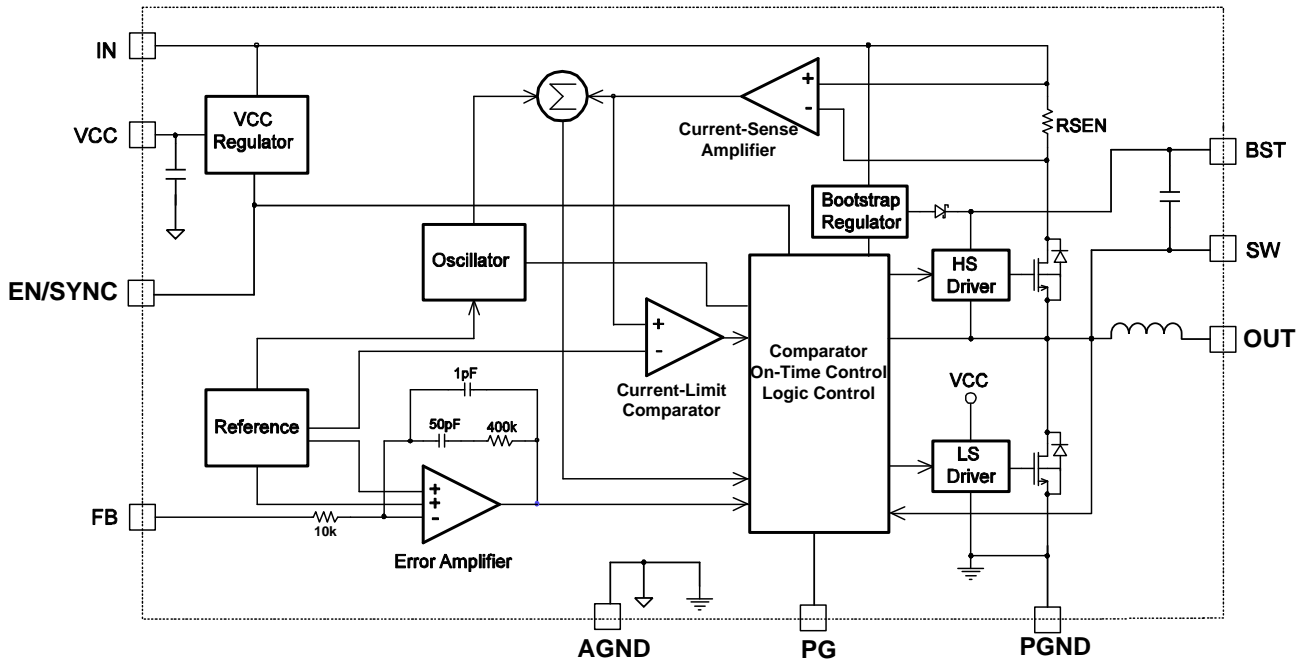 IN
VCC
Regulator
VCC
Σ
+
-
Current-Sense
Amplifier
RSEN
BST
Bootstrap
Regulator
SW
Oscillator
HS
Driver
EN/SYNC
+
-
Current-Limit
Comparator
Comparator
On-Time Control
Logic Control
OUT
1pF
50pF
400k
VCC
Reference
LS
Driver
+
+
-
FB
10k
Error Amplifier
AGND
PG
PGND